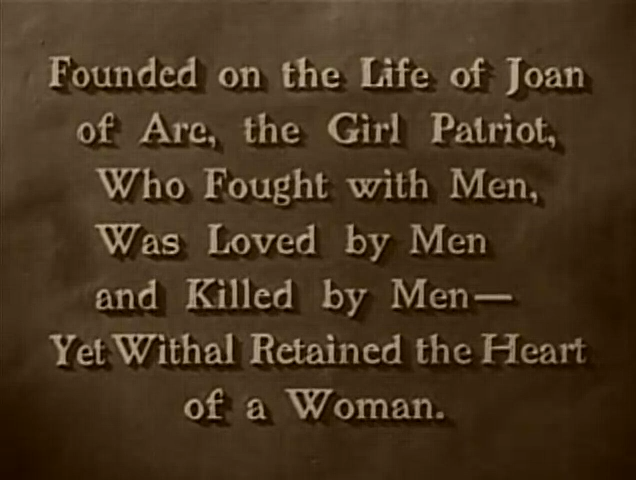 Founded on the Life of Joan
of Arc, the Girl Patriot,
Who Fought with Men,
Was Loved by Men
and Killed by Men—
Yet Withal Retained the Heart
of a Woman.